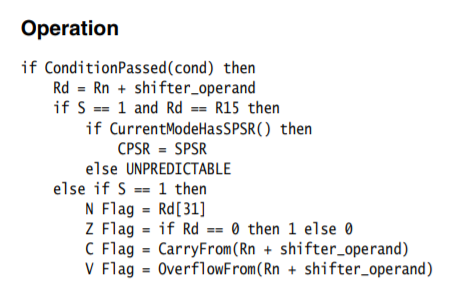 Operation
if ConditionPassed(cond) then
    Rd = Rn + shifter_operand
    if S == 1 and Rd == R15 then
        if CurrentModeHasSPSR() then
            CPSR = SPSR
        else UNPREDICTABLE
    else if S == 1 then
        N Flag = Rd[31]
        Z Flag = if Rd == 0 then 1 else 0
        C Flag = CarryFrom(Rn + shifter_operand)
        V Flag = OverflowFrom(Rn + shifter_operand)